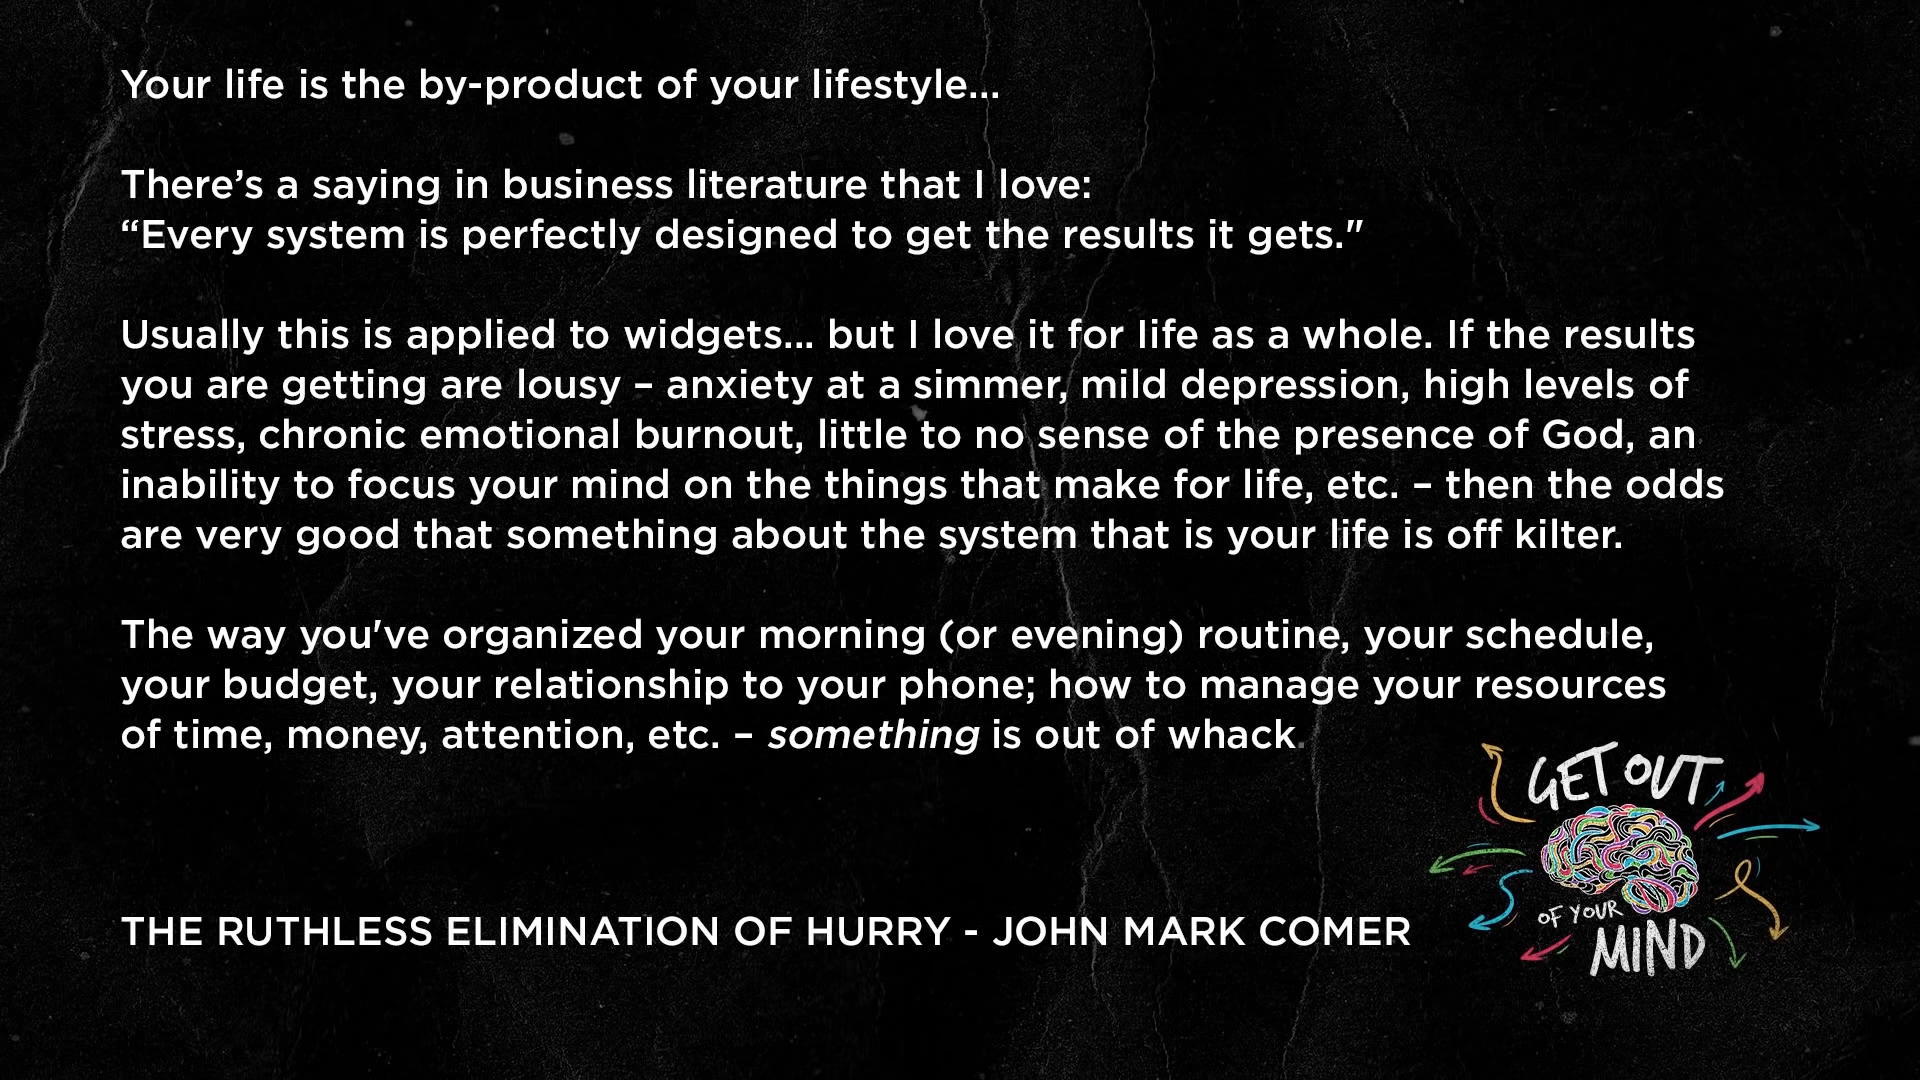 Your life is the by-product of your lifestyle...
There’s a saying in business literature that I love:
“Every system is perfectly designed to get the results it gets."
Usually this is applied to widgets... but I love it for life as a whole. If the results
you are getting are lousy – anxiety at a simmer, mild depression, high levels of
stress, chronic emotional burnout, little to no sense of the presence of God, an
inability to focus your mind on the things that make for life, etc. – then the odds
are very good that something about the system that is your life is off kilter.
The way you've organized your morning (or evening) routine, your schedule,
your budget, your relationship to your phone; how to manage your resources
of time, money, attention, etc. – something is out of whack.
THE RUTHLESS ELIMINATION OF HURRY - JOHN MARK COMER
GET OUT
OF YOUR
MIND